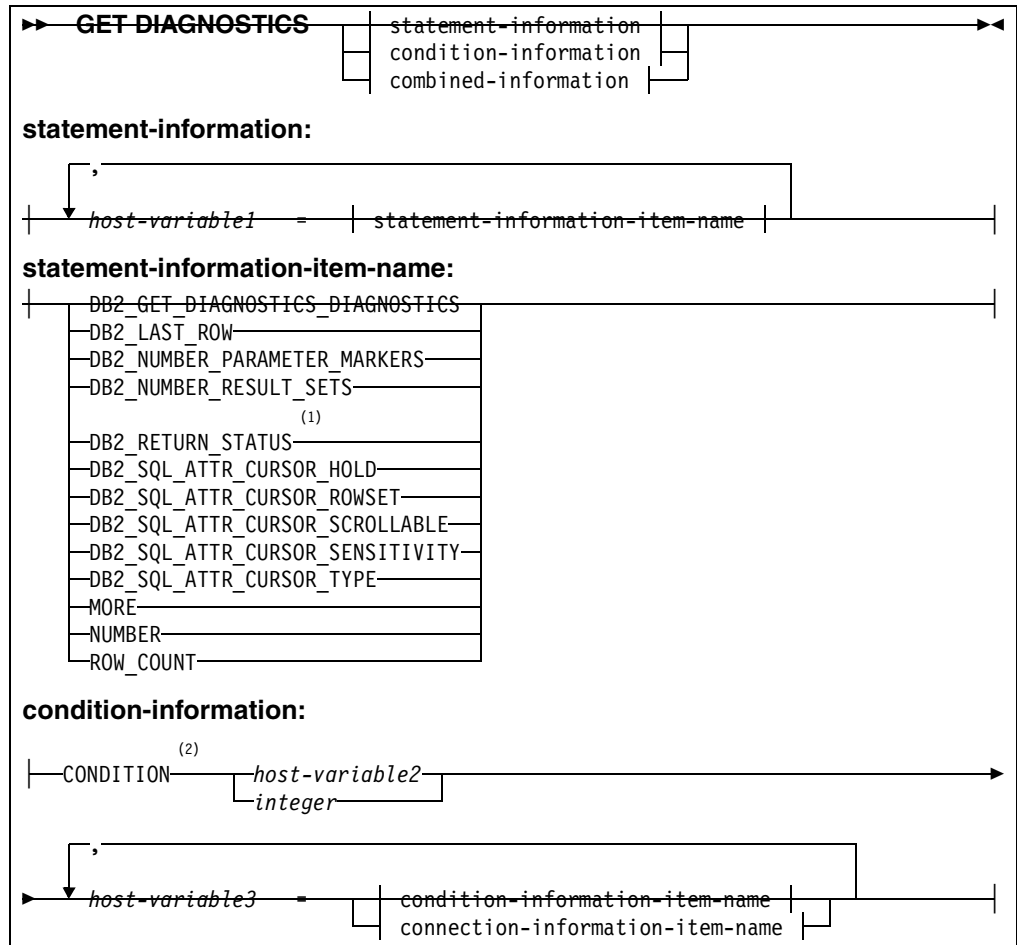 GET DIAGNOSTICS statement-information
condition-information
combined-information
statement-information:
,
host-variable1 = statement-information-item-name
statement-information-item-name:
DB2_GET_DIAGNOSTICS_DIAGNOSTICS
DB2_LAST_ROW
DB2_NUMBER_PARAMETER_MARKERS
DB2_NUMBER_RESULT_SETS
(1)
DB2_RETURN_STATUS
DB2_SQL_ATTR_CURSOR_HOLD
DB2_SQL_ATTR_CURSOR_ROWSET
DB2_SQL_ATTR_CURSOR_SCROLLABLE
DB2_SQL_ATTR_CURSOR_SENSITIVITY
DB2_SQL_ATTR_CURSOR_TYPE
MORE
NUMBER
ROW_COUNT
condition-information:
(2)
CONDITION host-variable2
integer
,
host-variable3 = condition-information-item-name
connection-information-item-name